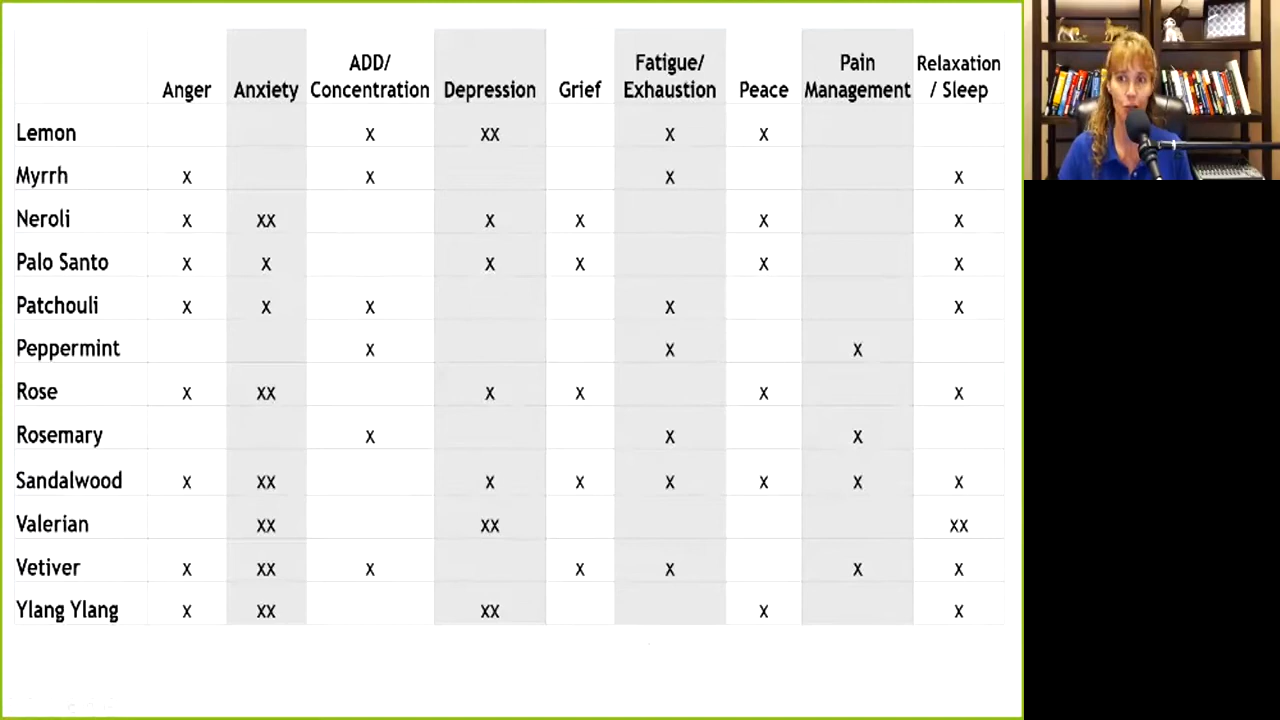 Anger Anxiety ADD/ Concentration Depression Grief Fatigue/ Exhaustion Peace Pain Management Relaxation / Sleep
Lemon x xx x x
Myrrh x x x x
Neroli x xx x x x x
Palo Santo x x x x x x
Patchouli x x x x x
Peppermint x x x
Rose x xx x x x x
Rosemary x x x
Sandalwood x xx x x x x x x
Valerian xx xx xx
Vetiver x xx x x x x x
Ylang Ylang x xx xx x x